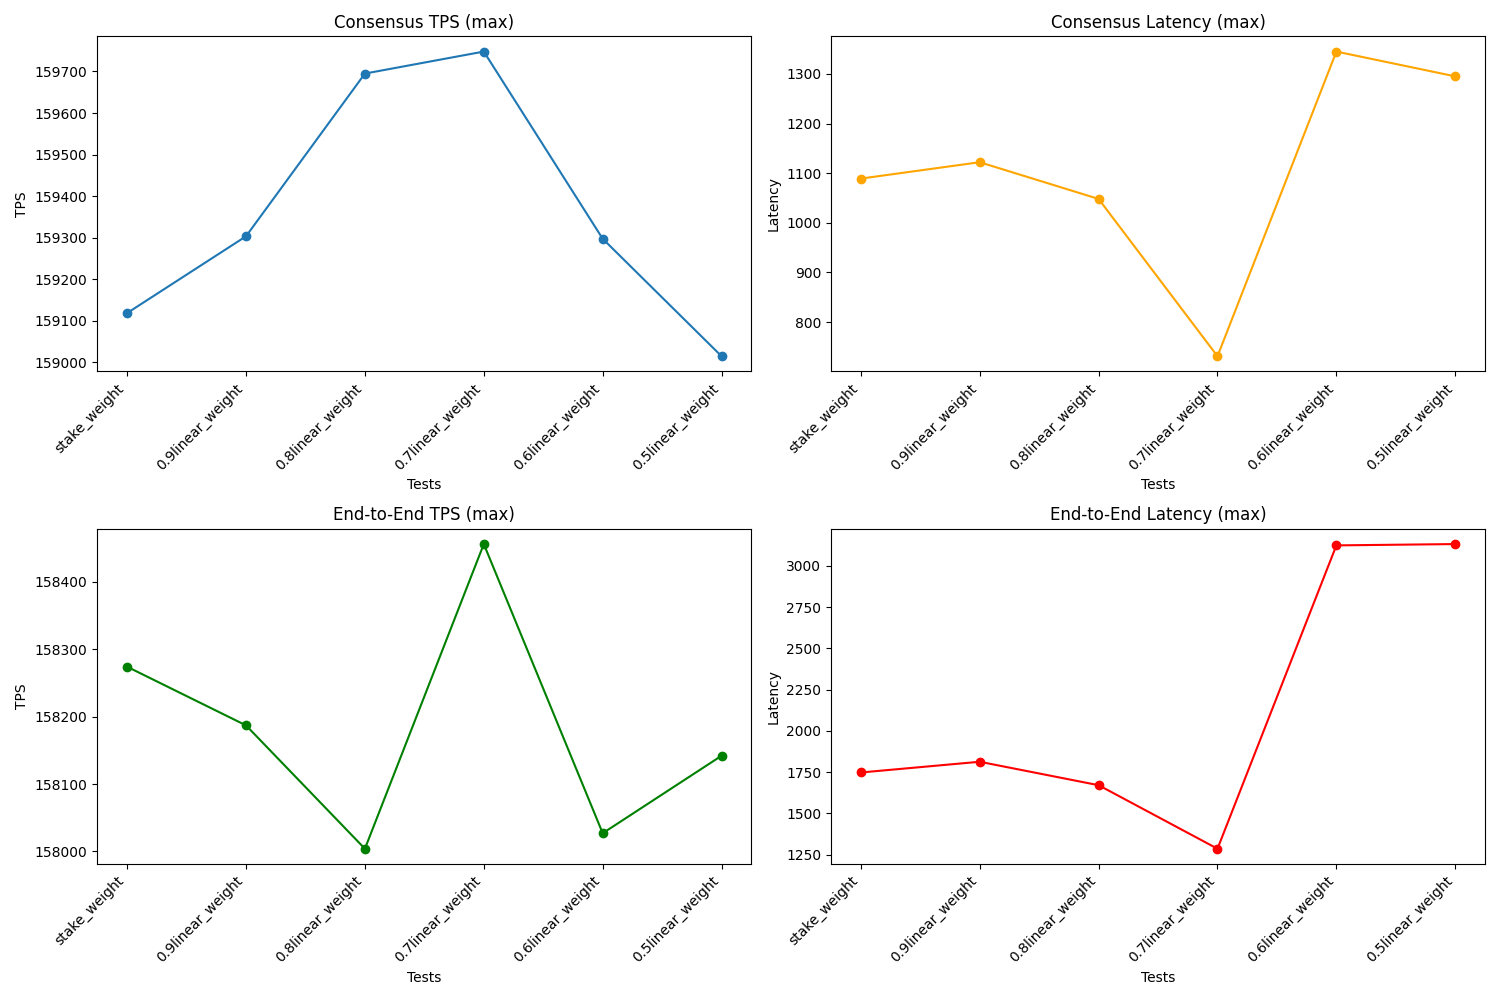 Consensus TPS (max)
TPS
159700
159600
159500
159400
159300
159200
159100
159000
stake_weight
0.9linear_weight
0.8linear_weight
0.7linear_weight
0.6linear_weight
0.5linear_weight
Tests
Consensus Latency (max)
Latency
1300
1200
1100
1000
900
800
stake_weight
0.9linear_weight
0.8linear_weight
0.7linear_weight
0.6linear_weight
0.5linear_weight
Tests
End-to-End TPS (max)
TPS
158400
158300
158200
158100
158000
stake_weight
0.9linear_weight
0.8linear_weight
0.7linear_weight
0.6linear_weight
0.5linear_weight
Tests
End-to-End Latency (max)
Latency
3000
2750
2500
2250
2000
1750
1500
1250
stake_weight
0.9linear_weight
0.8linear_weight
0.7linear_weight
0.6linear_weight
0.5linear_weight
Tests